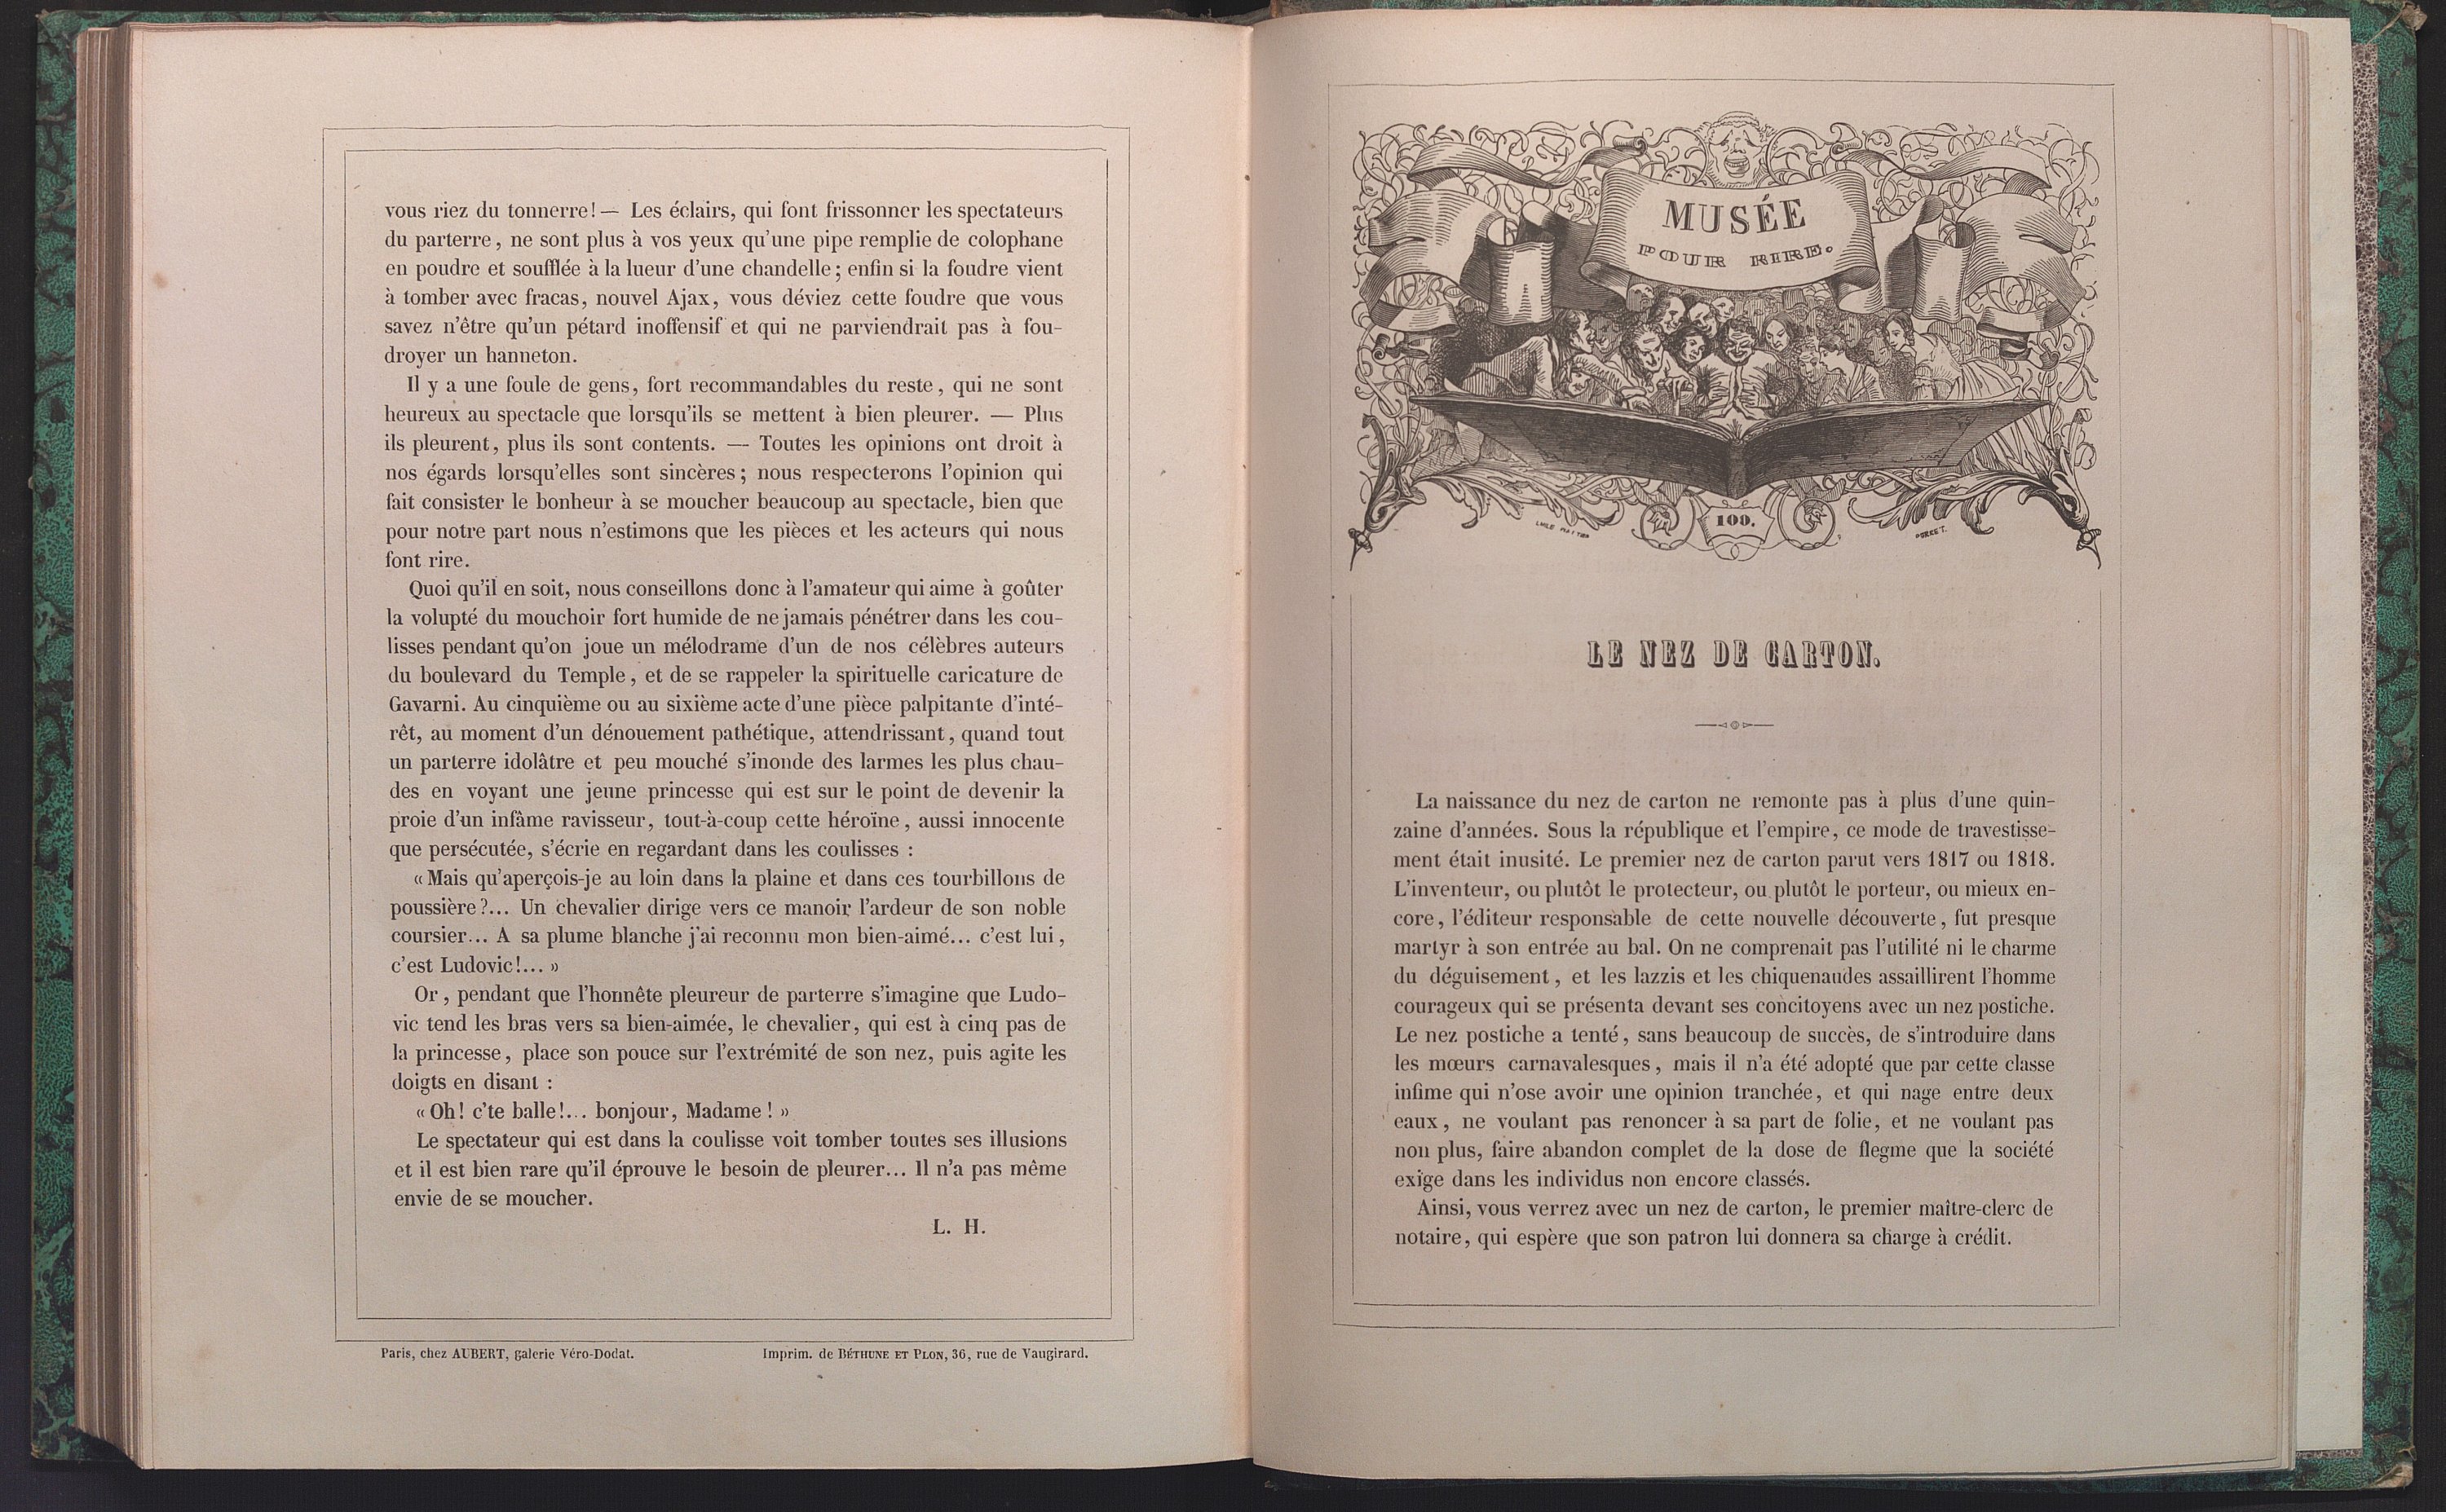 vous riez du tonnerre! — Les éclairs, qui font frissonner les spectateurs
du parterre, ne sont plus à vos yeux qu'une pipe remplie de colophane
en poudre et soufflée à la lueur d'une chandelle; enfin si la foudre vient
à tomber avec fracas, nouvel Ajax, vous déviez cette foudre que vous
savez n'être qu'un pétard inoffensif et qui ne parviendrait pas à fou-
droyer un hanneton.
Il y a une foule de gens, fort recommandables du reste, qui ne sont
heureux au spectacle que lorsqu'ils se mettent à bien pleurer. — Plus
ils pleurent, plus ils sont contents. — Toutes les opinions ont droit à
nos égards lorsqu'elles sont sincères; nous respecterons l'opinion qui
fait consister le bonheur à se moucher beaucoup au spectacle, bien que
pour notre part nous n'estimons que les pièces et les acteurs qui nous
font rire.
Quoi qu'il en soit, nous conseillons donc à l'amateur qui aime à goûter
la volupté du mouchoir fort humide de ne jamais pénétrer dans les cou-
lisses pendant qu'on joue un mélodrame d'un de nos célèbres auteurs
du boulevard du Temple, et de se rappeler la spirituelle caricature de
Gavarni. Au cinquième ou au sixième acte d'une pièce palpitante d'inté-
rêt, au moment d'un dénouement pathétique, attendrissant, quand tout
un parterre idolâtre et peu mouché s'inonde des larmes les plus chau-
des en voyant une jeune princesse qui est sur le point de devenir la
proie d'un infâme ravisseur, tout-à-coup cette héroïne, aussi innocente
que persécutée, s'écrie en regardant dans les coulisses :
« Mais qu'aperçois-je au loin dans la plaine et dans ces tourbillons de
poussière?... Un chevalier dirige vers ce manoir l'ardeur de son noble
coursier... A sa plume blanche j'ai reconnu mon bien-aimé... c'est lui,
c'est Ludovic!... »
Or, pendant que l'honnête pleureur de parterre s'imagine que Ludo-
vic tend les bras vers sa bien-aimée, le chevalier, qui est à cinq pas de
la princesse, place son pouce sur l'extrémité de son nez, puis agite les
doigts en disant :
« Oh! c'te balle!... bonjour, Madame! »
Le spectateur qui est dans la coulisse voit tomber toutes ses illusions
et il est bien rare qu'il éprouve le besoin de pleurer... Il n'a pas même
envie de se moucher.
L. H.
Paris, chez AUBERT, galerie Véro-Dodat. Imprim. de BÉTHUNE ET PLON, 36, rue de Vaugirard.
MUSÉE
POUR RIRE.
100.
LE NEZ DE CARTON.
La naissance du nez de carton ne remonte pas à plus d'une quin-
zaine d'années. Sous la république et l'empire, ce mode de travestisse-
ment était inusité. Le premier nez de carton parut vers 1817 ou 1818.
L'inventeur, ou plutôt le protecteur, ou plutôt le porteur, ou mieux en-
core, l'éditeur responsable de cette nouvelle découverte, fut presque
martyr à son entrée au bal. On ne comprenait pas l'utilité ni le charme
du déguisement, et les lazzis et les chiquenaudes assaillirent l'homme
courageux qui se présenta devant ses concitoyens avec un nez postiche.
Le nez postiche a tenté, sans beaucoup de succès, de s'introduire dans
les mœurs carnavalesques, mais il n'a été adopté que par cette classe
infime qui n'ose avoir une opinion tranchée, et qui nage entre deux
eaux, ne voulant pas renoncer à sa part de folie, et ne voulant pas
non plus, faire abandon complet de la dose de flegme que la société
exige dans les individus non encore classés.
Ainsi, vous verrez avec un nez de carton, le premier maître-clerc de
notaire, qui espère que son patron lui donnera sa charge à crédit.